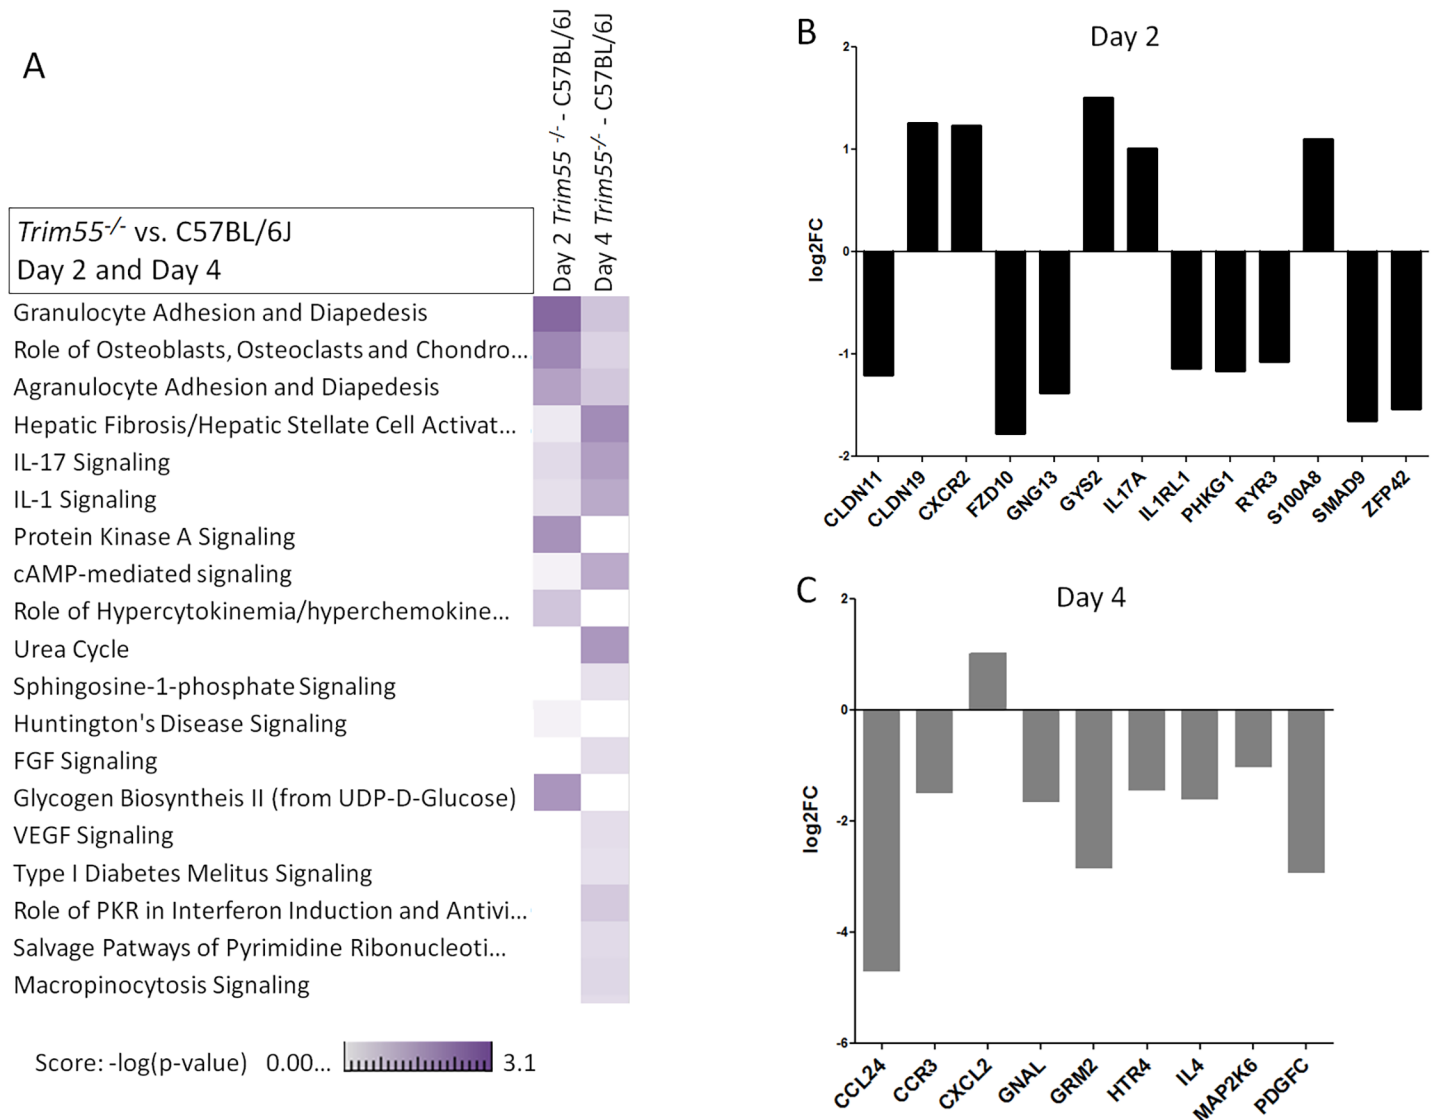 A
Day 2 Trim55 -/- - C57BL/6J
Day 4 Trim55-/- - C57BL/6J
Trim55-/- vs. C57BL/6J
Day 2 and Day 4
Granulocyte Adhesion and Diapedesis
Role of Osteoblasts, Osteoclasts and Chondro...
Agranulocyte Adhesion and Diapedesis
Hepatic Fibrosis/Hepatic Stellate Cell Activat...
IL-17 Signaling
IL-1 Signaling
Protein Kinase A Signaling
cAMP-mediated signaling
Role of Hypercytokinemia/hyperchemokine...
Urea Cycle
Sphingosine-1-phosphate Signaling
Huntington's Disease Signaling
FGF Signaling
Glycogen Biosyntheis II (from UDP-D-Glucose)
VEGF Signaling
Type I Diabetes Melitus Signaling
Role of PKR in Interferon Induction and Antivi...
Salvage Patways of Pyrimidine Ribonucleoti...
Macropinocytosis Signaling
Score: -log(p-value) 0.00... 3.1
B
Day 2
log2FC
2
1
0
-1
-2
CLDN11
CLDN19
CXCR2
FZD10
GNG13
GYS2
IL17A
IL1RL1
PHKG1
RYR3
S100A8
SMAD9
ZFP42
C
Day 4
log2FC
2
0
-2
-4
-6
CCL24
CCR3
CXCL2
GNAL
GRM2
HTR4
IL4
MAP2K6
PDGFC